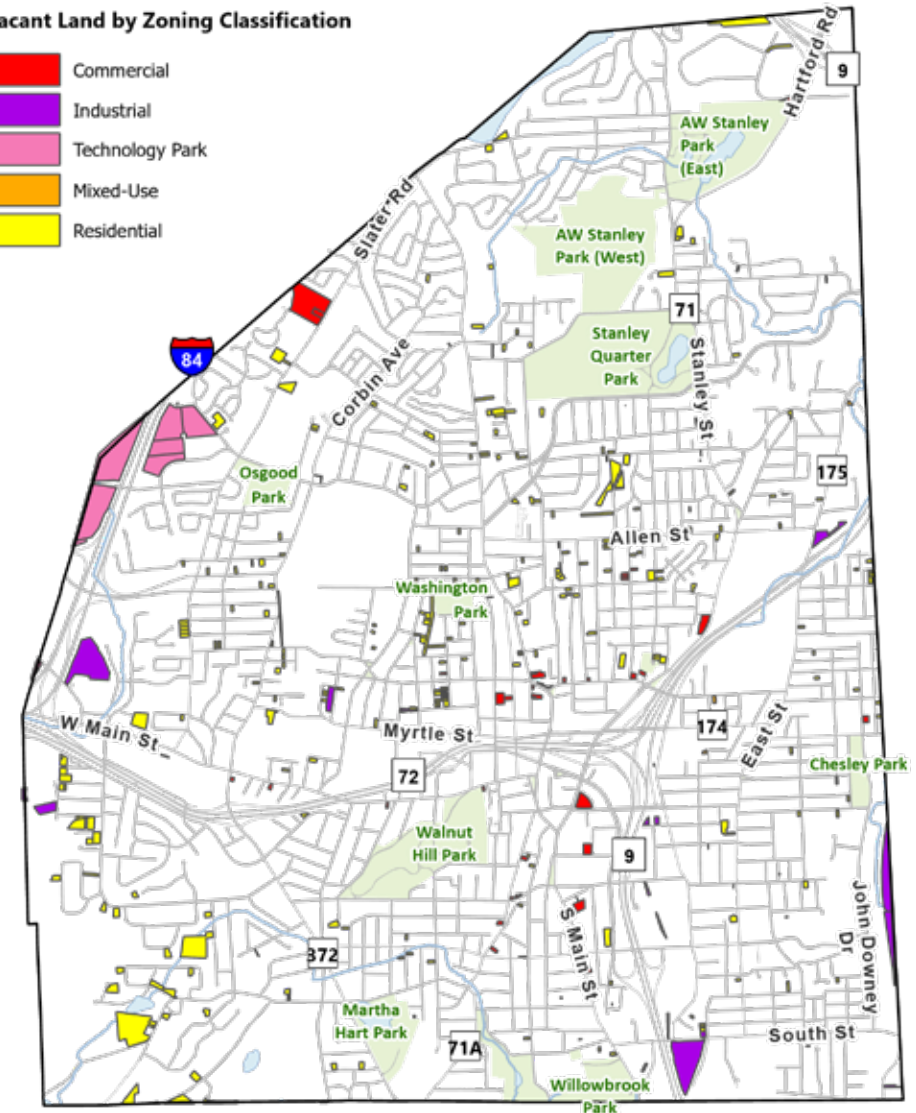 acant Land by Zoning Classification
Commercial
Industrial
Technology Park
Mixed-Use
Residential
Hartford Rd
9
AW Stanley
Park
(East)
Slater Rd
AW Stanley
Park (West)
71
84
Stanley
Quarter
Park
Stanley St
Corbin Ave
175
Osgood
Park
Allen St
Washington
Park
W Main St
Myrtle St
174
East St
72
Chesley Park
Walnut
Hill Park
9
S Main St
John Downey
Dr
372
Martha
Hart Park
71A
South St
Willowbrook
Park